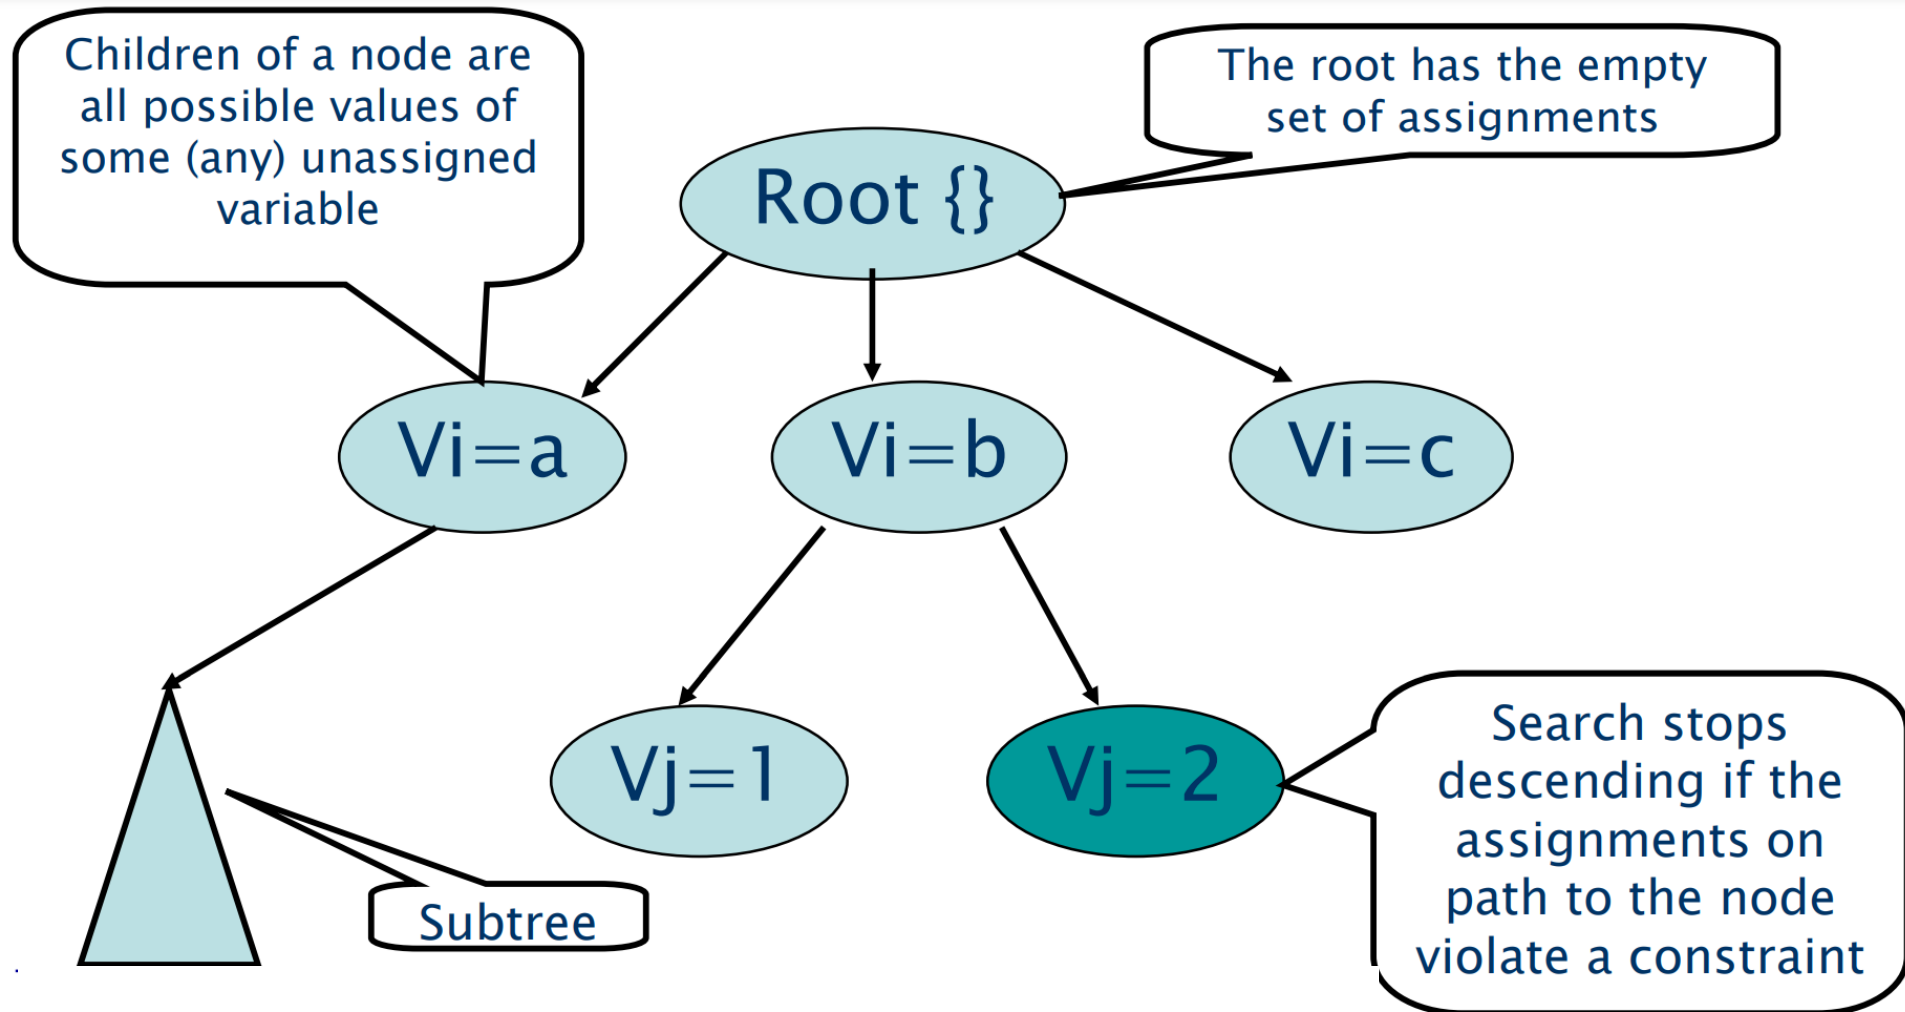 Children of a node are
all possible values of
some (any) unassigned
variable
The root has the empty
set of assignments
Root {}
Vi=a
Vi=b
Vi=c
Vj=1
Vj=2
Subtree
Search stops
descending if the
assignments on
path to the node
violate a constraint